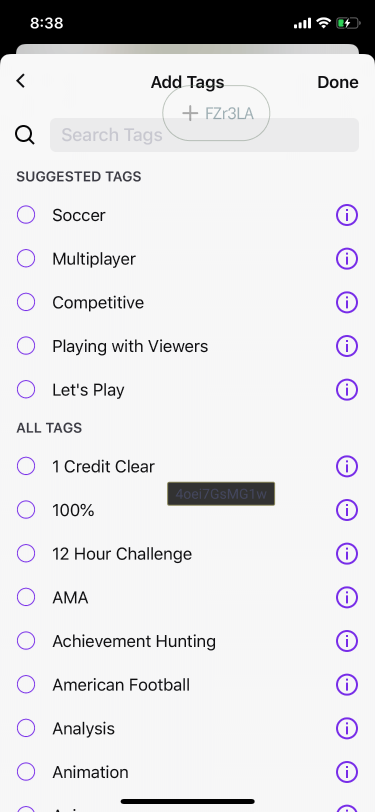 8:38
Add Tags
Done
+ FZr3LA
Search Tags
SUGGESTED TAGS
Soccer
Multiplayer
Competitive
Playing with Viewers
Let's Play
ALL TAGS
1 Credit Clear
4oei7GsMG1w
100%
12 Hour Challenge
AMA
Achievement Hunting
American Football
Analysis
Animation